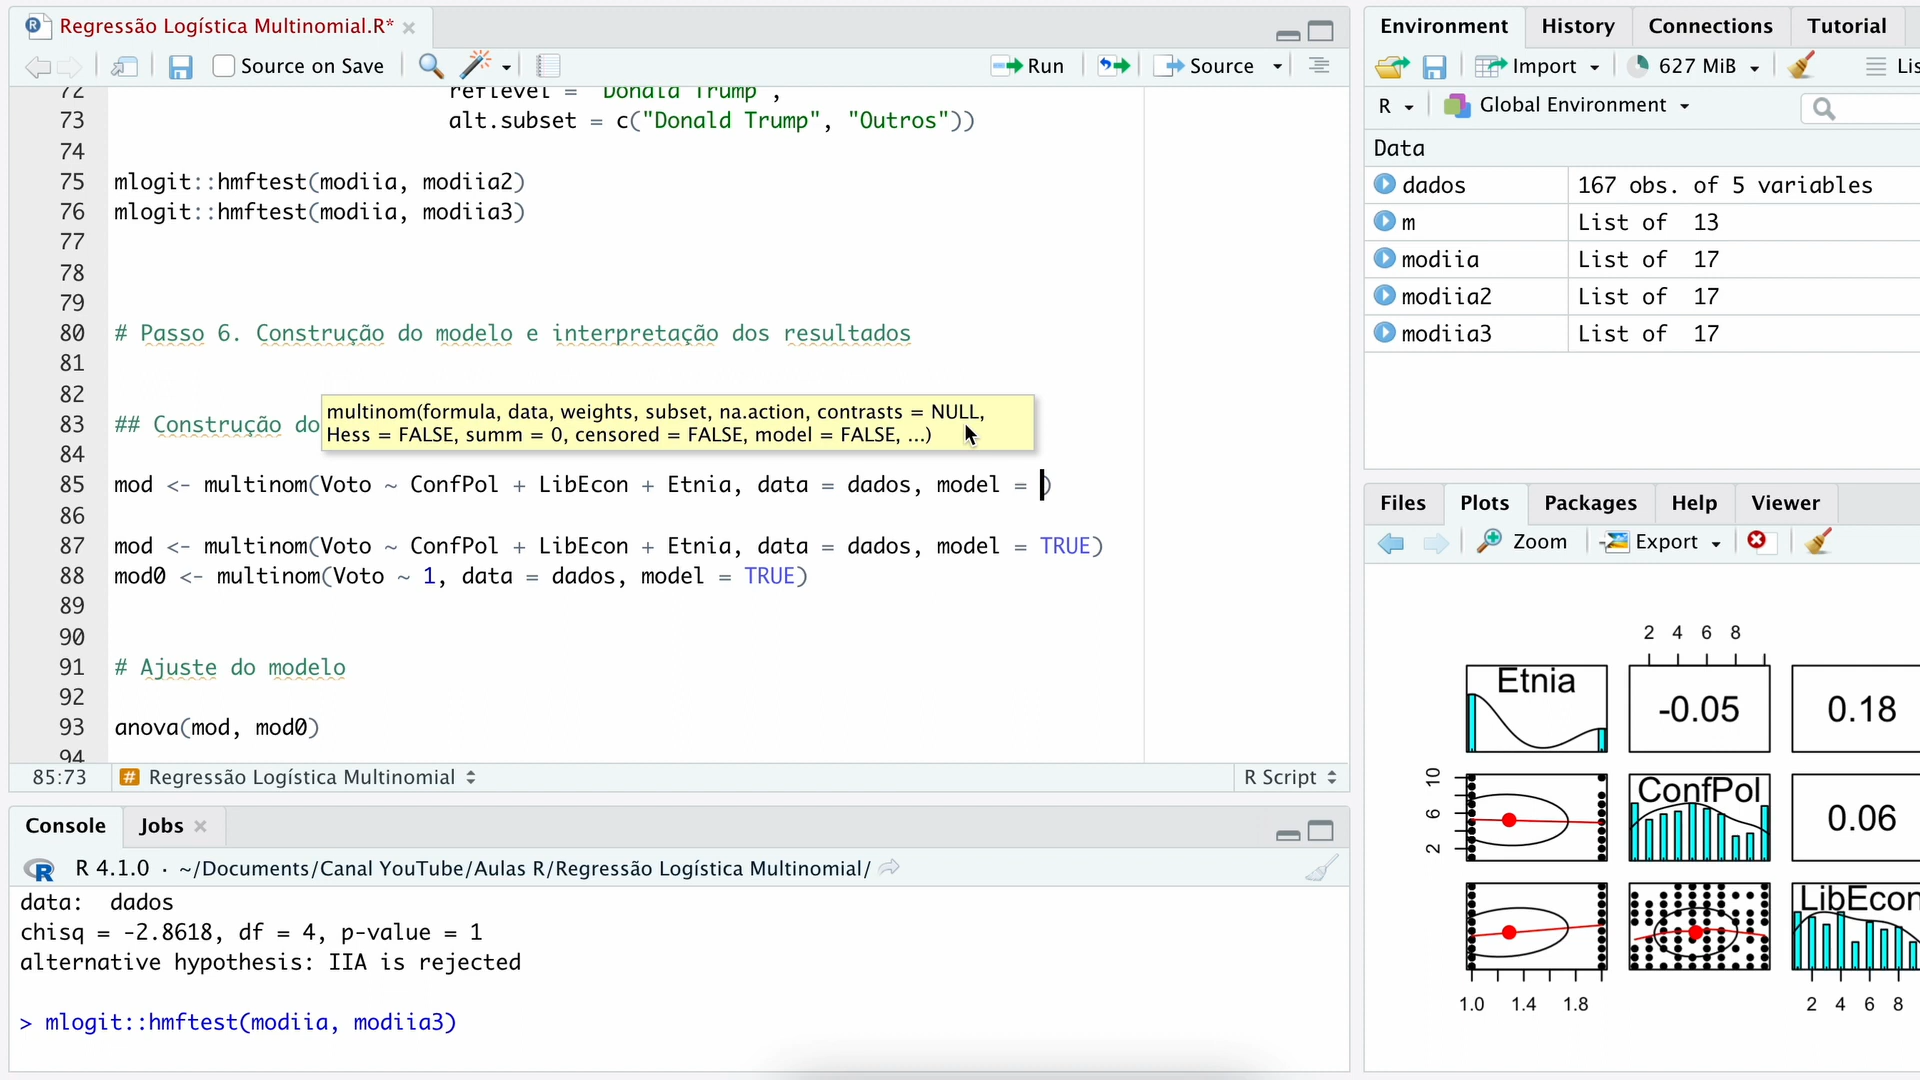 Regressão Logística Multinomial.R*
Source on Save
Run
Source
72 reflevel = "Donald Trump",
73 alt.subset = c("Donald Trump", "Outros"))
74
75 mlogit::hmftest(modiia, modiia2)
76 mlogit::hmftest(modiia, modiia3)
77
78
79
80 # Passo 6. Construção do modelo e interpretação dos resultados
81
82
multinom(formula, data, weights, subset, na.action, contrasts = NULL,
Hess = FALSE, summ = 0, censored = FALSE, model = FALSE, ...)
83 ## Construção do
84
85 mod <- multinom(Voto ~ ConfPol + LibEcon + Etnia, data = dados, model = )
86
87 mod <- multinom(Voto ~ ConfPol + LibEcon + Etnia, data = dados, model = TRUE)
88 mod0 <- multinom(Voto ~ 1, data = dados, model = TRUE)
89
90
91 # Ajuste do modelo
92
93 anova(mod, mod0)
94
85:73 # Regressão Logística Multinomial R Script
Console Jobs
R R 4.1.0 · ~/Documents/Canal YouTube/Aulas R/Regressão Logística Multinomial/
data: dados
chisq = -2.8618, df = 4, p-value = 1
alternative hypothesis: IIA is rejected
> mlogit::hmftest(modiia, modiia3)
Environment History Connections Tutorial
Import 627 MiB
R Global Environment
Data
dados 167 obs. of 5 variables
m List of 13
modiia List of 17
modiia2 List of 17
modiia3 List of 17
Files Plots Packages Help Viewer
Zoom Export
2 4 6 8
Etnia -0.05 0.18
10 6 2
ConfPol 0.06
LibEcon
1.0 1.4 1.8 2 4 6 8